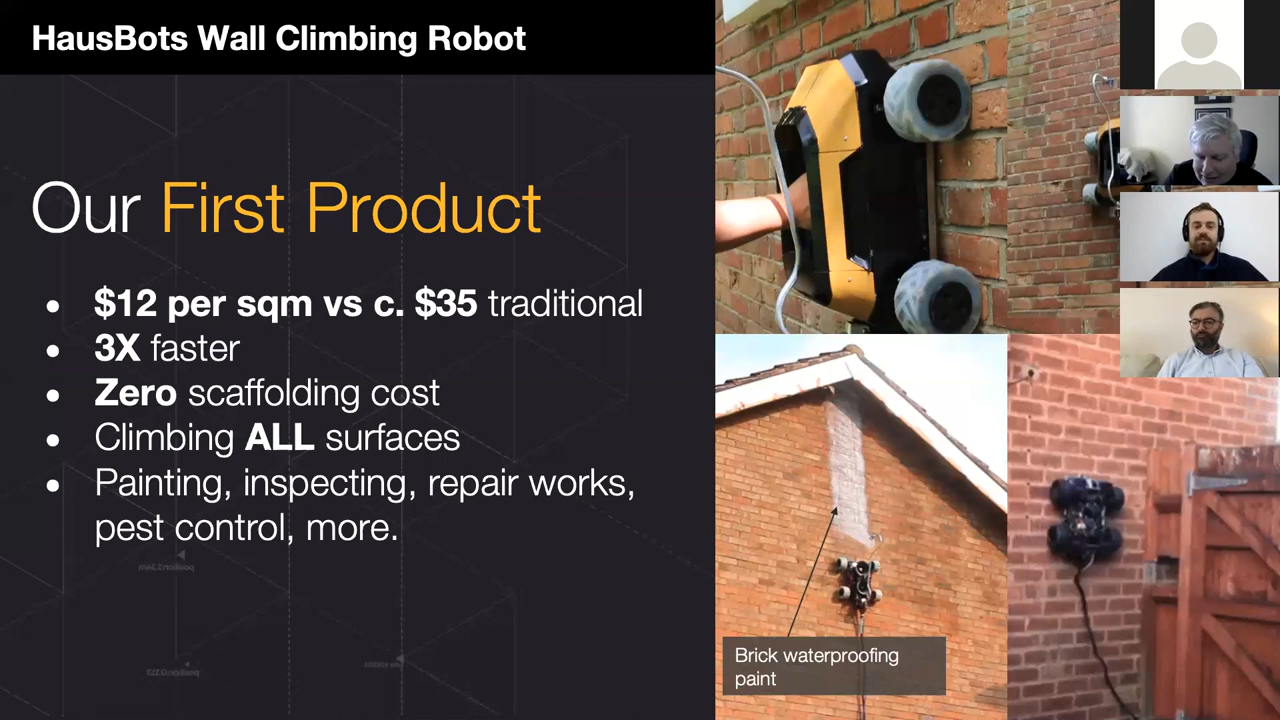 HausBots Wall Climbing Robot
Our First Product
• $12 per sqm vs c. $35 traditional
• 3X faster
• Zero scaffolding cost
• Climbing ALL surfaces
• Painting, inspecting, repair works,
pest control, more.
Brick waterproofing
paint